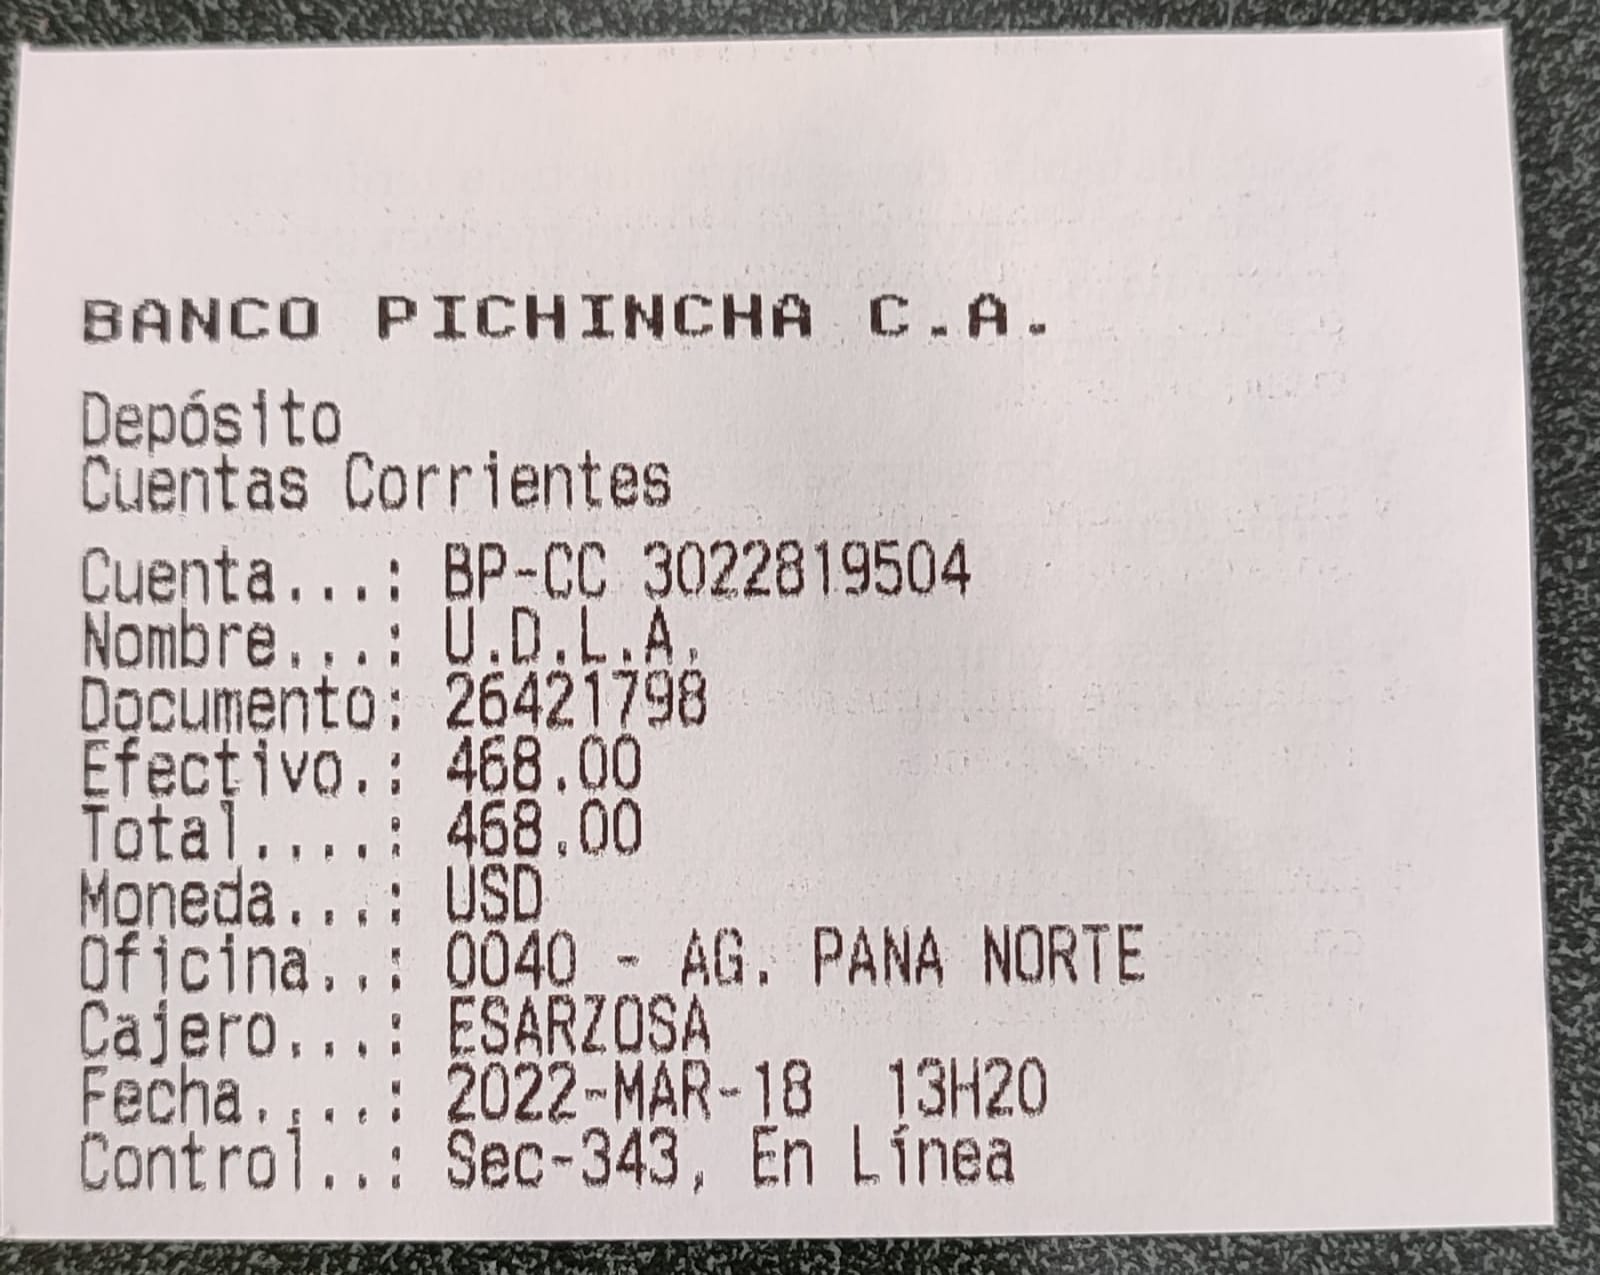 BANCO PICHINCHA C.A.
Depósito
Cuentas Corrientes
Cuenta...: BP-CC 3022819504
Nombre...: U.D.L.A.
Documento: 26421798
Efectivo.: 468.00
Total....: 468.00
Moneda...: USD
Oficina..: 0040 - AG. PANA NORTE
Cajero...: ESARZOSA
Fecha....: 2022-MAR-18 13H20
Control..: Sec-343, En Línea